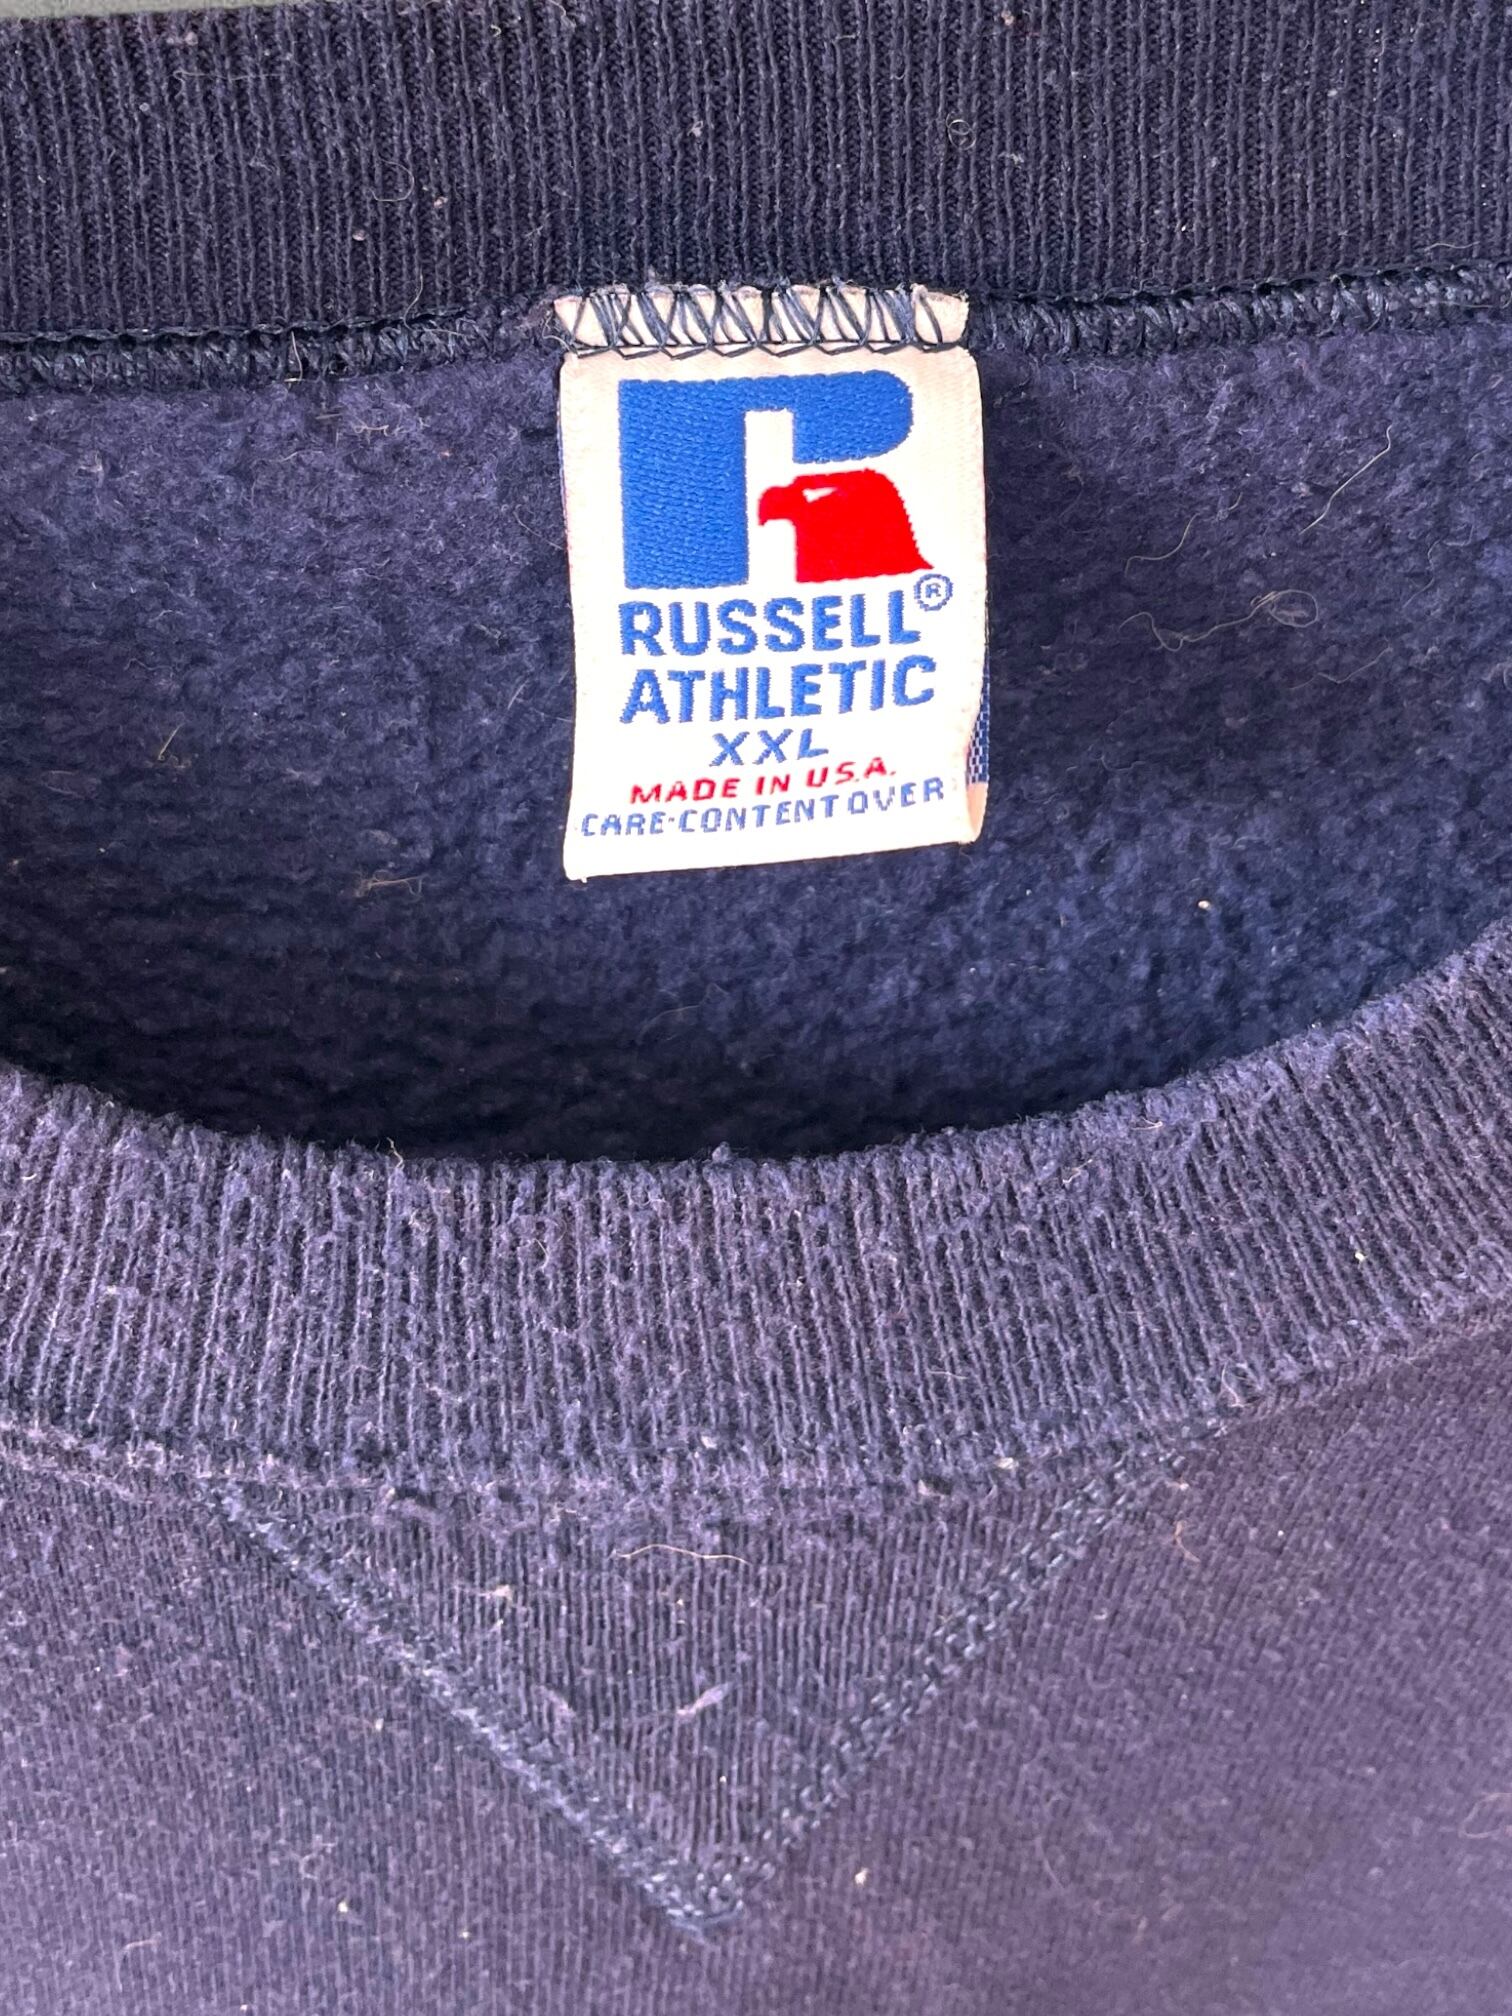 R
RUSSELL®
ATHLETIC
XXL
MADE IN U.S.A.
CARE-CONTENT OVER